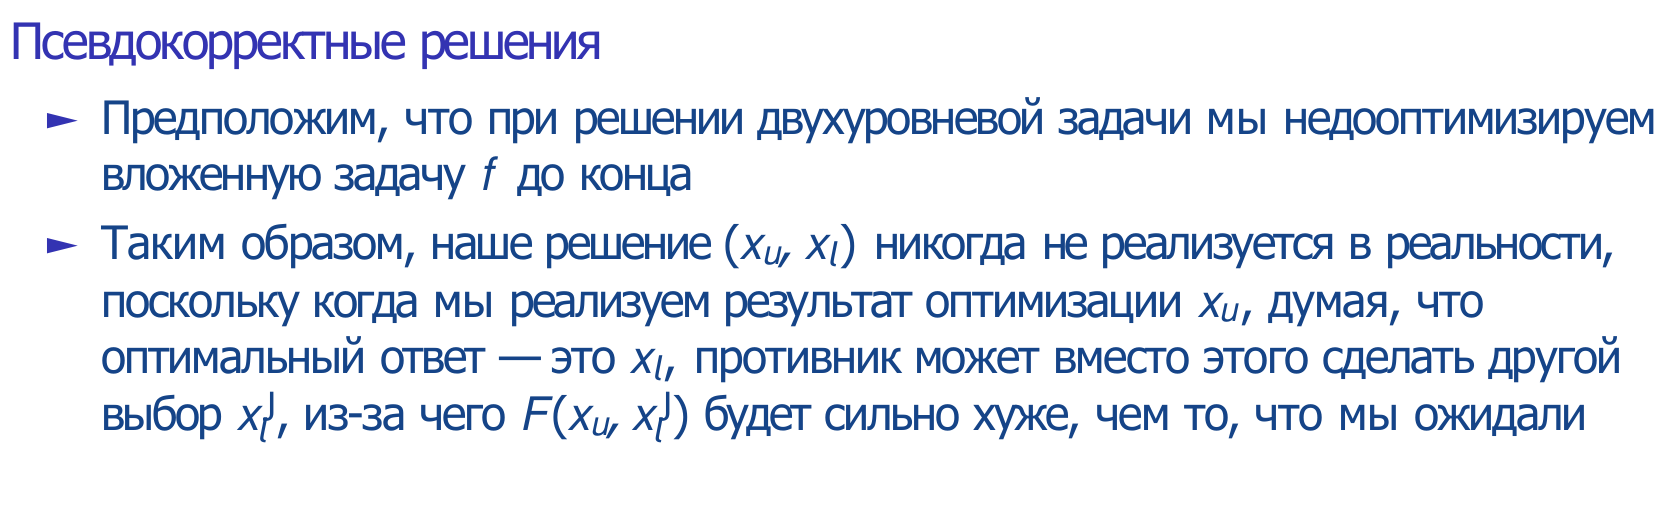 Псевдокорректные решения
► Предположим, что при решении двухуровневой задачи мы недооптимизируем
вложенную задачу f до конца
► Таким образом, наше решение (x_u, x_l) никогда не реализуется в реальности,
поскольку когда мы реализуем результат оптимизации x_u, думая, что
оптимальный ответ — это x_l, противник может вместо этого сделать другой
выбор x_l^⌋, из-за чего F(x_u, x_l^⌋) будет сильно хуже, чем то, что мы ожидали